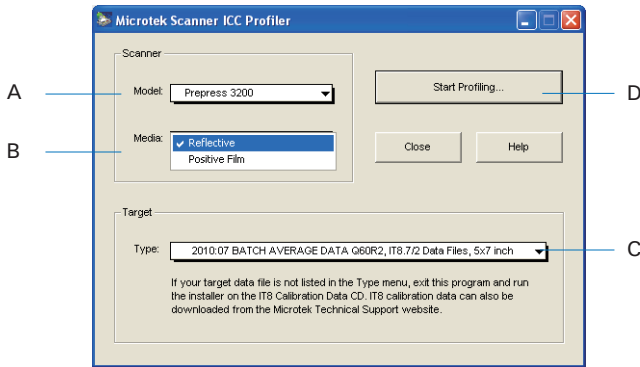 Microtek Scanner ICC Profiler
Scanner
A
Model:
Prepress 3200
Start Profiling...
D
B
Media:
✔ Reflective
Positive Film
Close
Help
Target
Type:
2010:07 BATCH AVERAGE DATA Q60R2, IT8.7/2 Data Files, 5x7 inch
C
If your target data file is not listed in the Type menu, exit this program and run
the installer on the IT8 Calibration Data CD. IT8 calibration data can also be
downloaded from the Microtek Technical Support website.